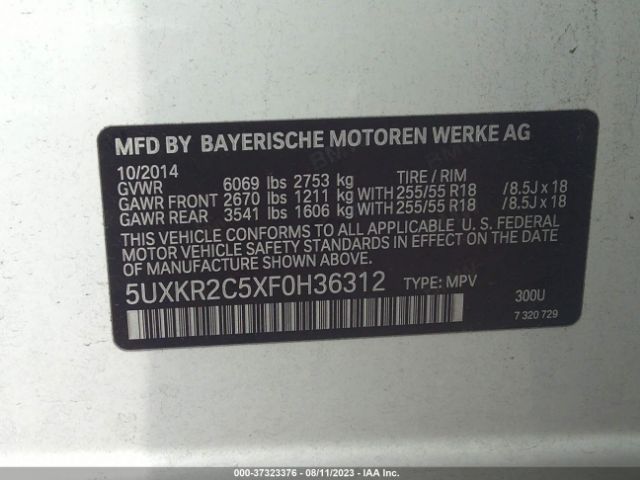 MFD BY BAYERISCHE MOTOREN WERKE AG
10/2014 TIRE / RIM
GVWR 6069 lbs 2753 kg
GAWR FRONT 2670 lbs 1211 kg WITH 255/55 R18 /8.5J x 18
GAWR REAR 3541 lbs 1606 kg WITH 255/55 R18 /8.5J x 18
THIS VEHICLE CONFORMS TO ALL APPLICABLE U. S. FEDERAL
MOTOR VEHICLE SAFETY STANDARDS IN EFFECT ON THE DATE
OF MANUFACTURE SHOWN ABOVE.
5UXKR2C5XF0H36312 TYPE: MPV 300U
7 320 729
000-37323376 - 08/11/2023 - IAA Inc.